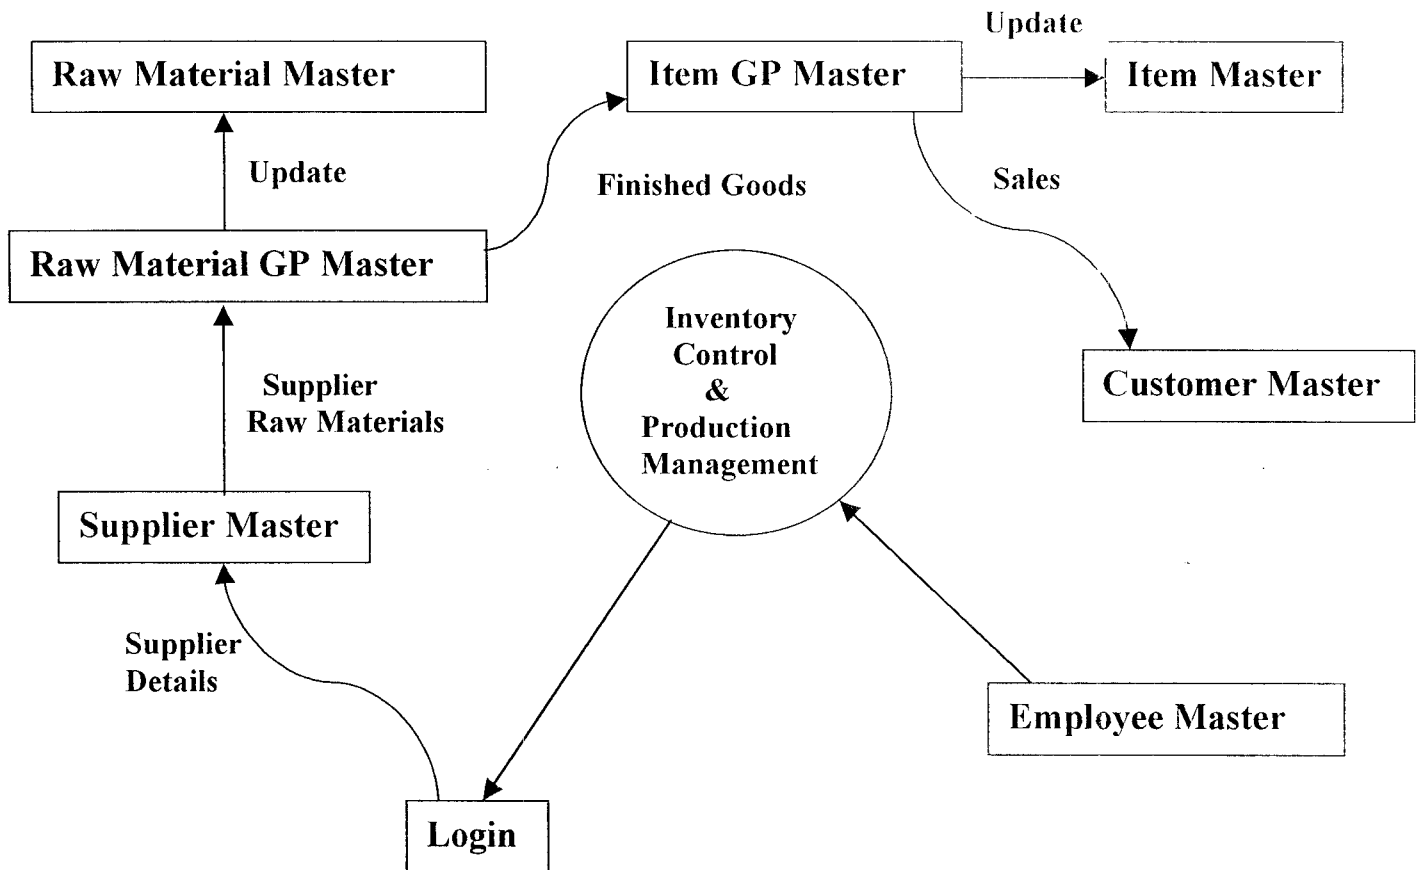 Update
Raw Material Master
Item GP Master
Item Master
Update
Finished Goods
Sales
Raw Material GP Master
Inventory
Control
&
Production
Management
Supplier
Raw Materials
Customer Master
Supplier Master
Supplier
Details
Employee Master
Login